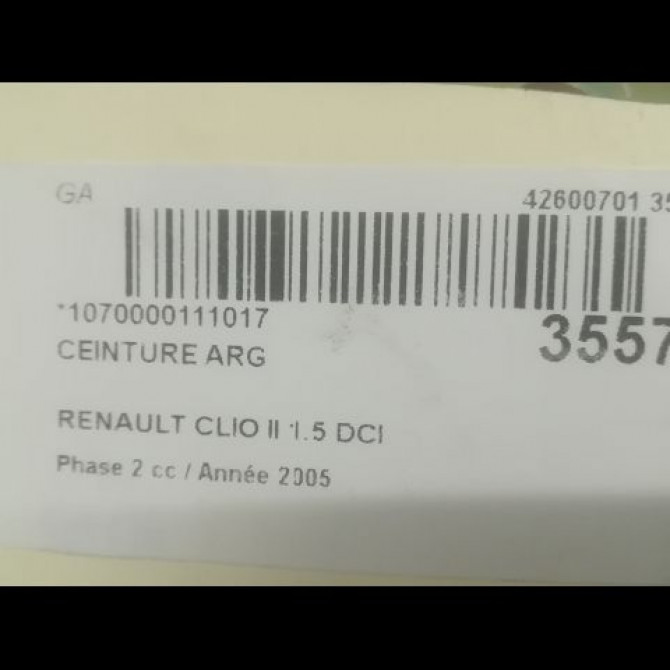 GA
42600701 35
*1070000111017
3557
CEINTURE ARG
RENAULT CLIO II 1.5 DCI
Phase 2 cc / Année 2005